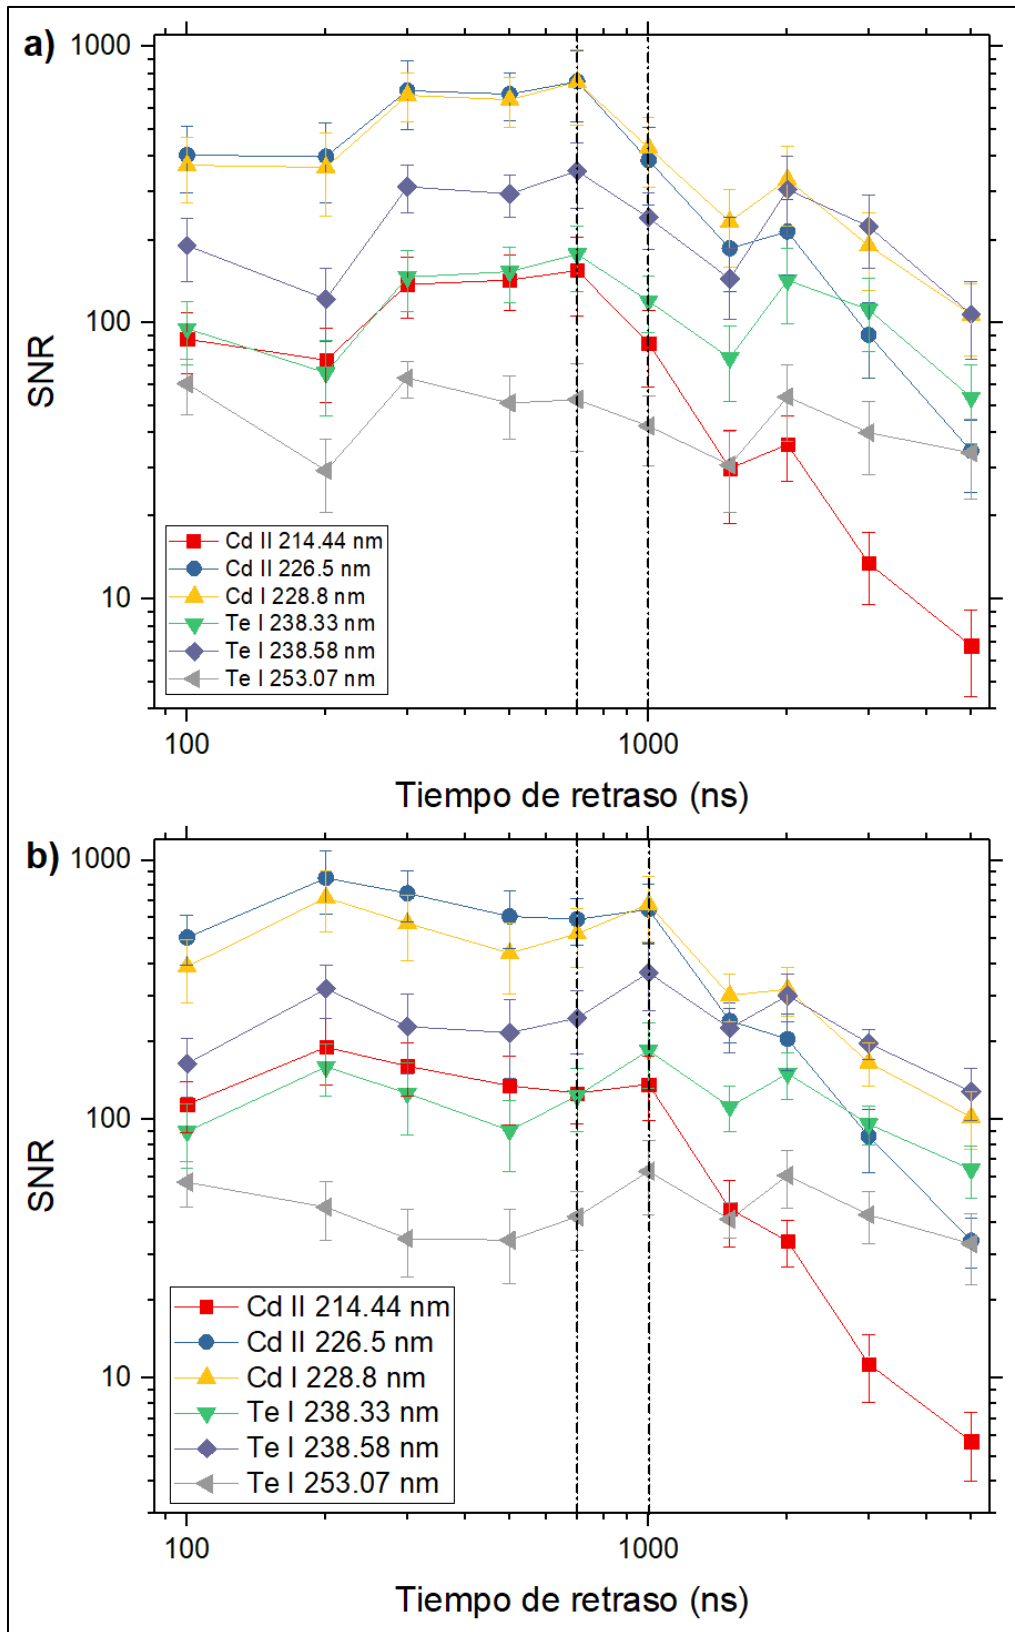 a)
1000
100
10
SNR
Cd II 214.44 nm
Cd II 226.5 nm
Cd I 228.8 nm
Te I 238.33 nm
Te I 238.58 nm
Te I 253.07 nm
100 1000
Tiempo de retraso (ns)
b)
1000
100
10
SNR
Cd II 214.44 nm
Cd II 226.5 nm
Cd I 228.8 nm
Te I 238.33 nm
Te I 238.58 nm
Te I 253.07 nm
100 1000
Tiempo de retraso (ns)